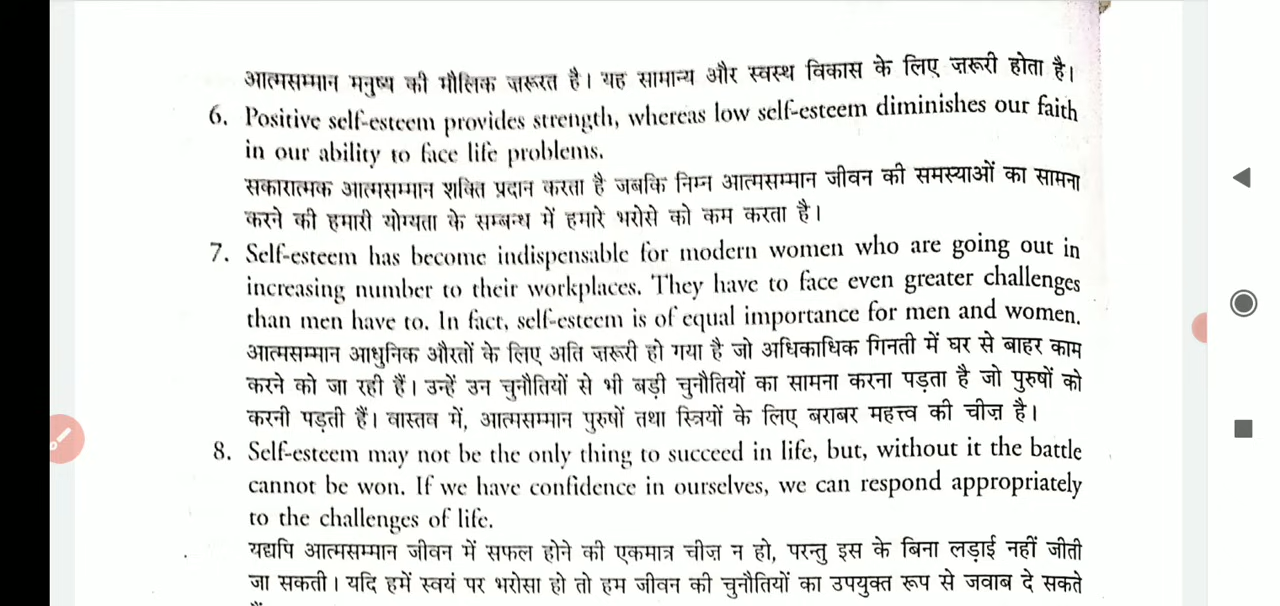 आत्मसम्मान मनुष्य की मौलिक ज़रूरत है। यह सामान्य और स्वस्थ विकास के लिए ज़रूरी होता है।
6. Positive self-esteem provides strength, whereas low self-esteem diminishes our faith
in our ability to face life problems.
सकारात्मक आत्मसम्मान शक्ति प्रदान करता है जबकि निम्न आत्मसम्मान जीवन की समस्याओं का सामना
करने की हमारी योग्यता के सम्बन्ध में हमारे भरोसे को कम करता है।
7. Self-esteem has become indispensable for modern women who are going out in
increasing number to their workplaces. They have to face even greater challenges
than men have to. In fact, self-esteem is of equal importance for men and women.
आत्मसम्मान आधुनिक औरतों के लिए अति ज़रूरी हो गया है जो अधिकाधिक गिनती में घर से बाहर काम
करने को जा रही हैं। उन्हें उन चुनौतियों से भी बड़ी चुनौतियों का सामना करना पड़ता है जो पुरुषों को
करनी पड़ती हैं। वास्तव में, आत्मसम्मान पुरुषों तथा स्त्रियों के लिए बराबर महत्त्व की चीज़ है।
8. Self-esteem may not be the only thing to succeed in life, but, without it the battle
cannot be won. If we have confidence in ourselves, we can respond appropriately
to the challenges of life.
यद्यपि आत्मसम्मान जीवन में सफल होने की एकमात्र चीज़ न हो, परन्तु इस के बिना लड़ाई नहीं जीती
जा सकती। यदि हमें स्वयं पर भरोसा हो तो हम जीवन की चुनौतियों का उपयुक्त रूप से जवाब दे सकते